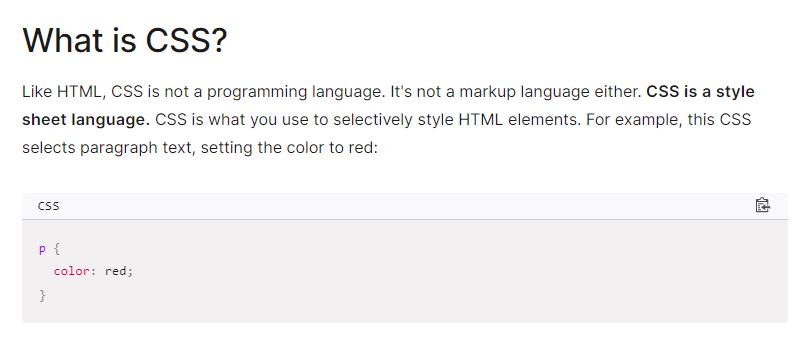 What is CSS?
Like HTML, CSS is not a programming language. It's not a markup language either. CSS is a style
sheet language. CSS is what you use to selectively style HTML elements. For example, this CSS
selects paragraph text, setting the color to red:
CSS
p {
  color: red;
}